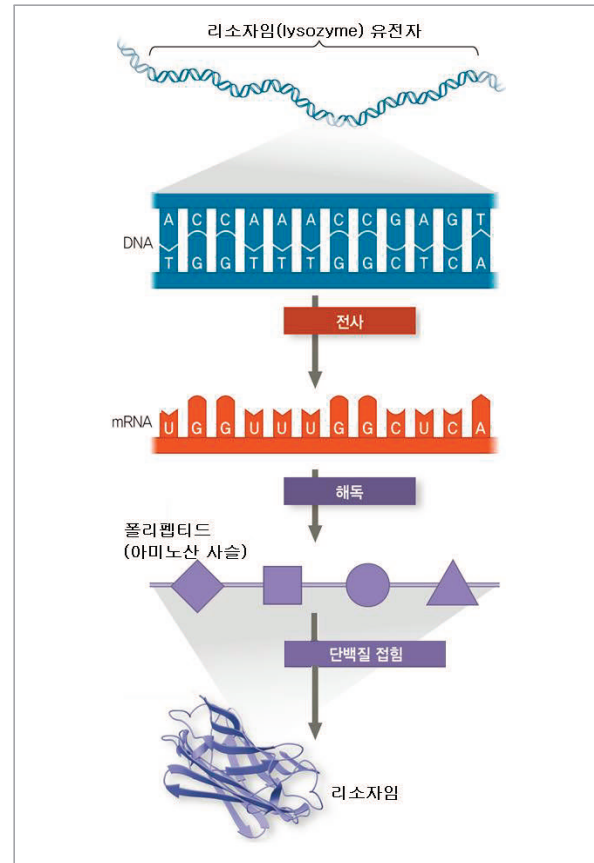 리소자임(lysozyme) 유전자
A C C A A A C C G A G T
DNA
T G G T T T G G C T C A
전사
mRNA
U G G U U U G G C U C A
해독
폴리펩티드
(아미노산 사슬)
단백질 접힘
리소자임